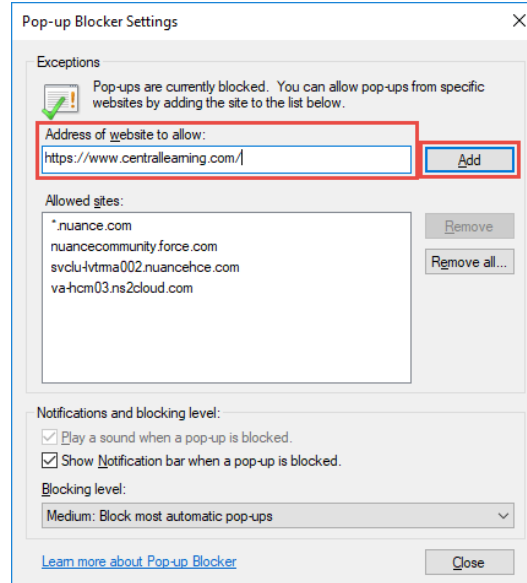 Pop-up Blocker Settings
Exceptions
Pop-ups are currently blocked. You can allow pop-ups from specific
websites by adding the site to the list below.
Address of website to allow:
https://www.centrallearning.com/
Add
Allowed sites:
*.nuance.com
nuancecommunity.force.com
svclu-lvtrma002.nuancehce.com
va-hcm03.ns2cloud.com
Remove
Remove all...
Notifications and blocking level:
Play a sound when a pop-up is blocked.
Show Notification bar when a pop-up is blocked.
Blocking level:
Medium: Block most automatic pop-ups
Learn more about Pop-up Blocker
Close